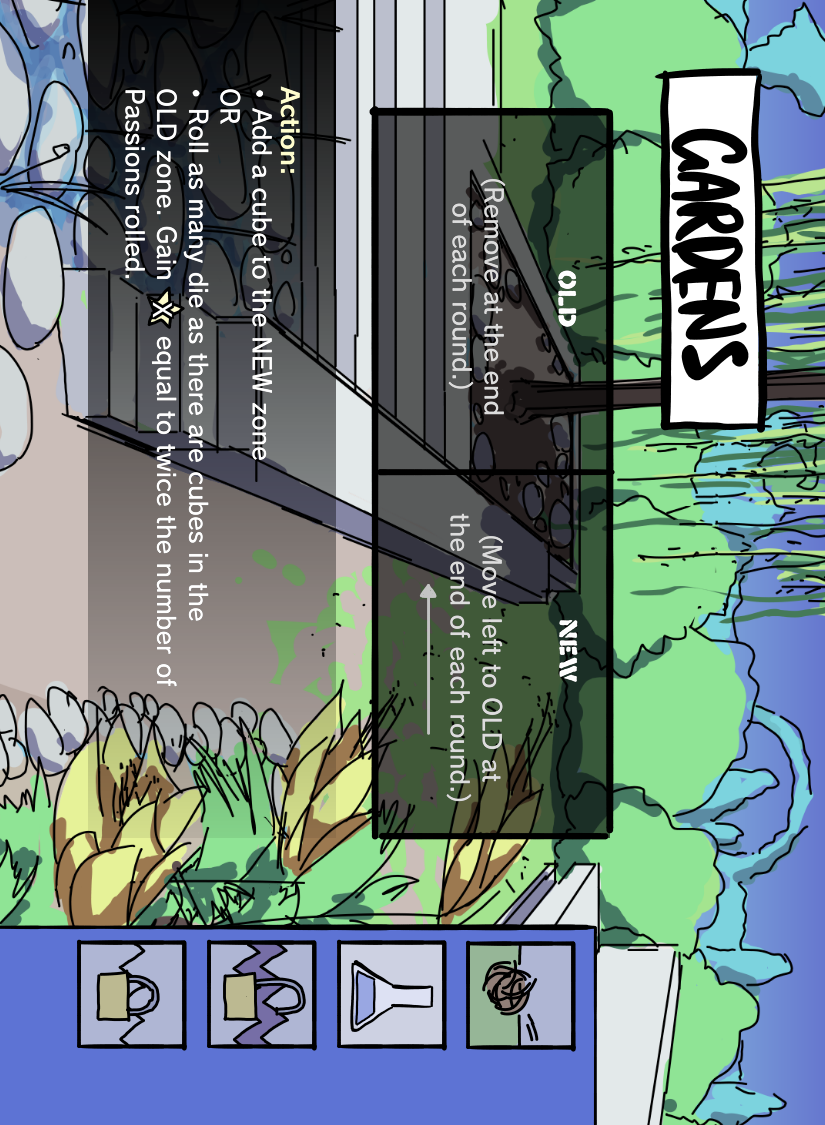 GARDENS
OLD
(Remove at the end
of each round.)
NEW
(Move left to OLD at
the end of each round.)
Action:
• Add a cube to the NEW zone
OR
• Roll as many die as there are cubes in the
OLD zone. Gain X equal to twice the number of
Passions rolled.